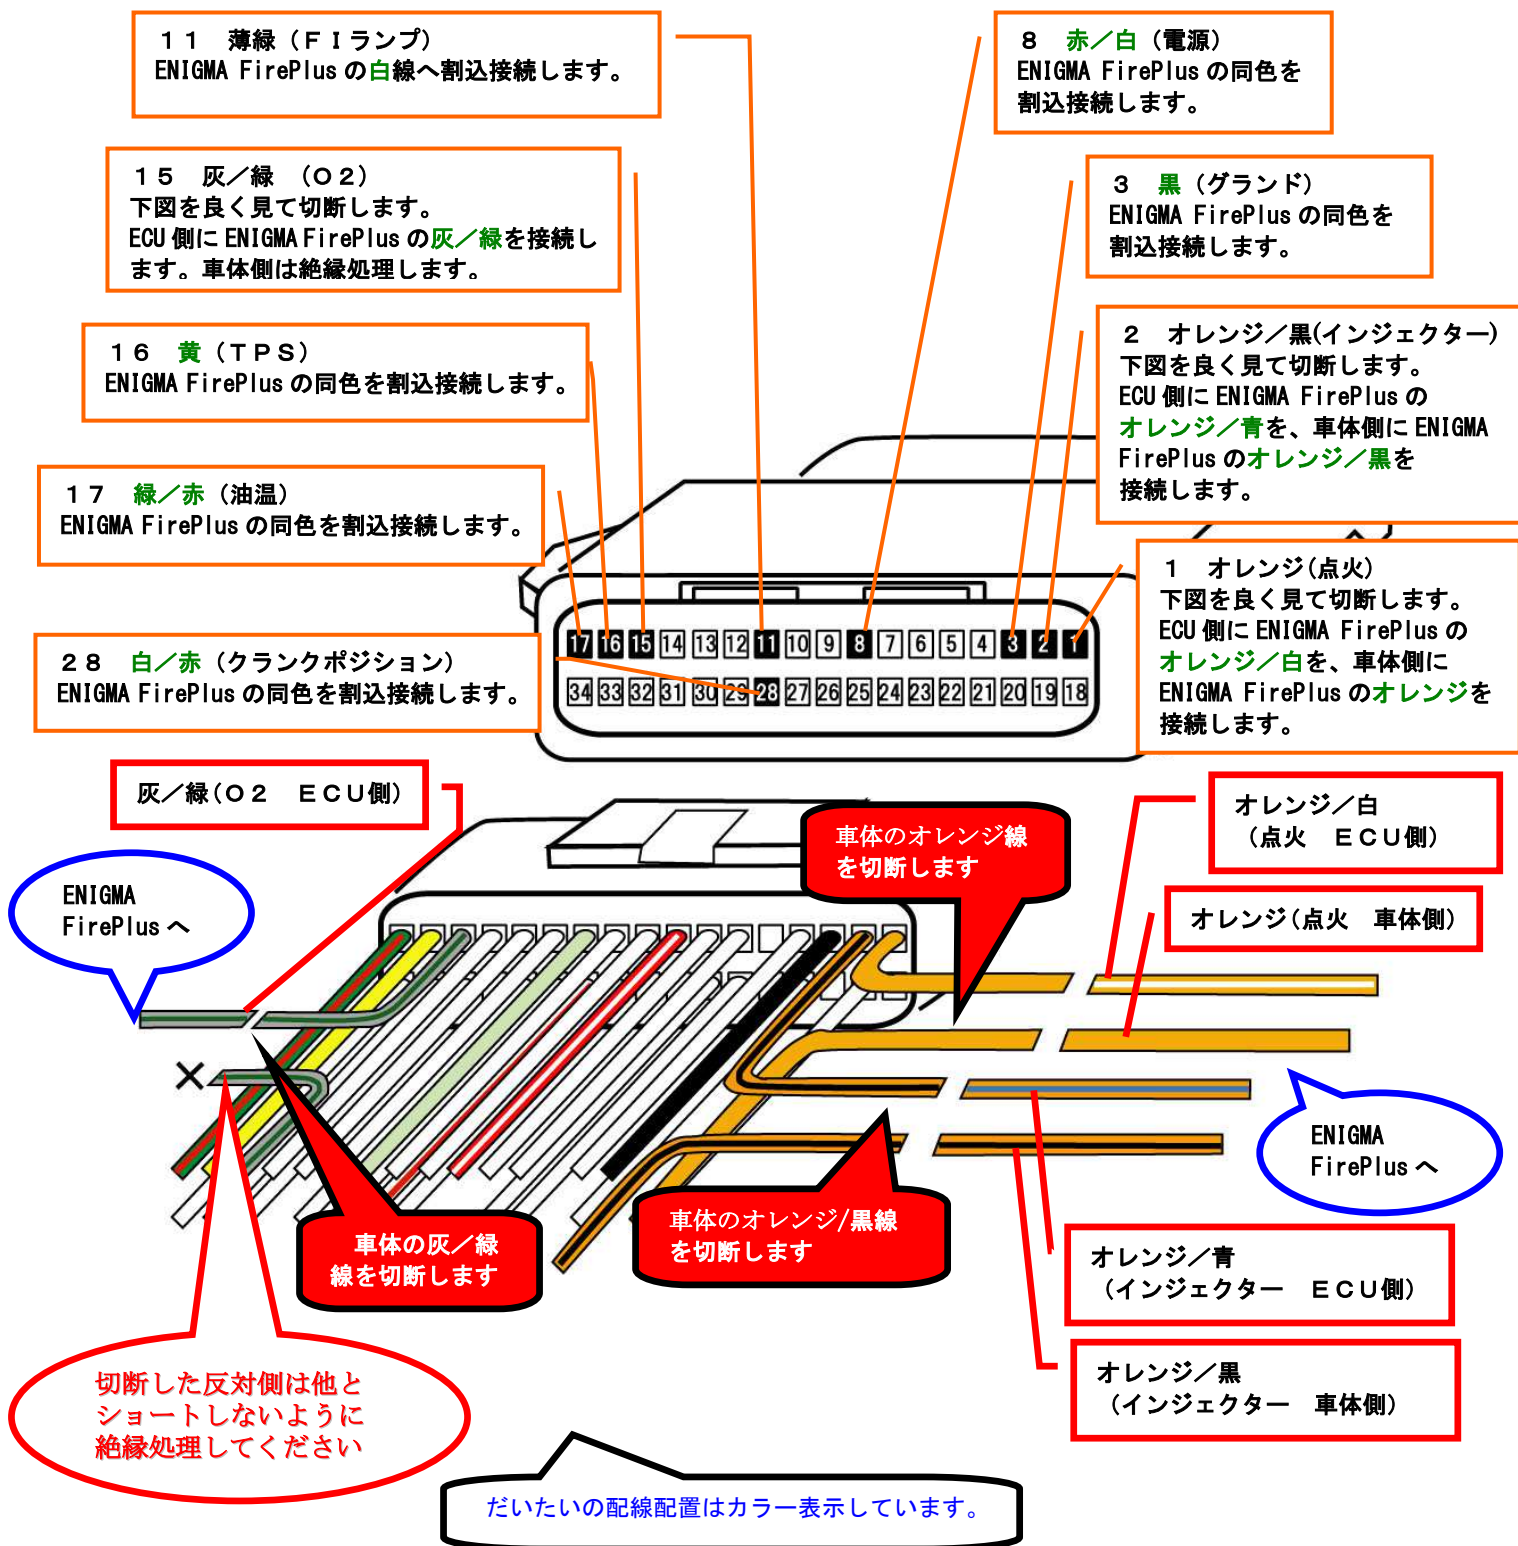 11　薄緑（ＦＩランプ）
ENIGMA FirePlus の白線へ割込接続します。
8　赤／白（電源）
ENIGMA FirePlus の同色を
割込接続します。
15　灰／緑　（Ｏ２）
下図を良く見て切断します。
ECU 側に ENIGMA FirePlus の灰／緑を接続し
ます。車体側は絶縁処理します。
3　黒（グランド）
ENIGMA FirePlus の同色を
割込接続します。
16　黄（ＴＰＳ）
ENIGMA FirePlus の同色を割込接続します。
2　オレンジ／黒(インジェクター)
下図を良く見て切断します。
ECU 側に ENIGMA FirePlus の
オレンジ／青を、車体側に ENIGMA
FirePlus のオレンジ／黒を
接続します。
17　緑／赤（油温）
ENIGMA FirePlus の同色を割込接続します。
1　オレンジ(点火)
下図を良く見て切断します。
ECU 側に ENIGMA FirePlus の
オレンジ／白を、車体側に
ENIGMA FirePlus のオレンジを
接続します。
28　白／赤（クランクポジション）
ENIGMA FirePlus の同色を割込接続します。
17 16 15 14 13 12 11 10 9 8 7 6 5 4 3 2 1
34 33 32 31 30 29 28 27 26 25 24 23 22 21 20 19 18
灰／緑(Ｏ２　ＥＣＵ側)
オレンジ／白
（点火　ＥＣＵ側）
車体のオレンジ線
を切断します
ENIGMA
FirePlus へ
オレンジ(点火　車体側)
ENIGMA
FirePlus へ
車体のオレンジ/黒線
を切断します
車体の灰／緑
線を切断します
オレンジ／青
（インジェクター　ＥＣＵ側）
オレンジ／黒
（インジェクター　車体側）
切断した反対側は他と
ショートしないように
絶縁処理してください
だいたいの配線配置はカラー表示しています。